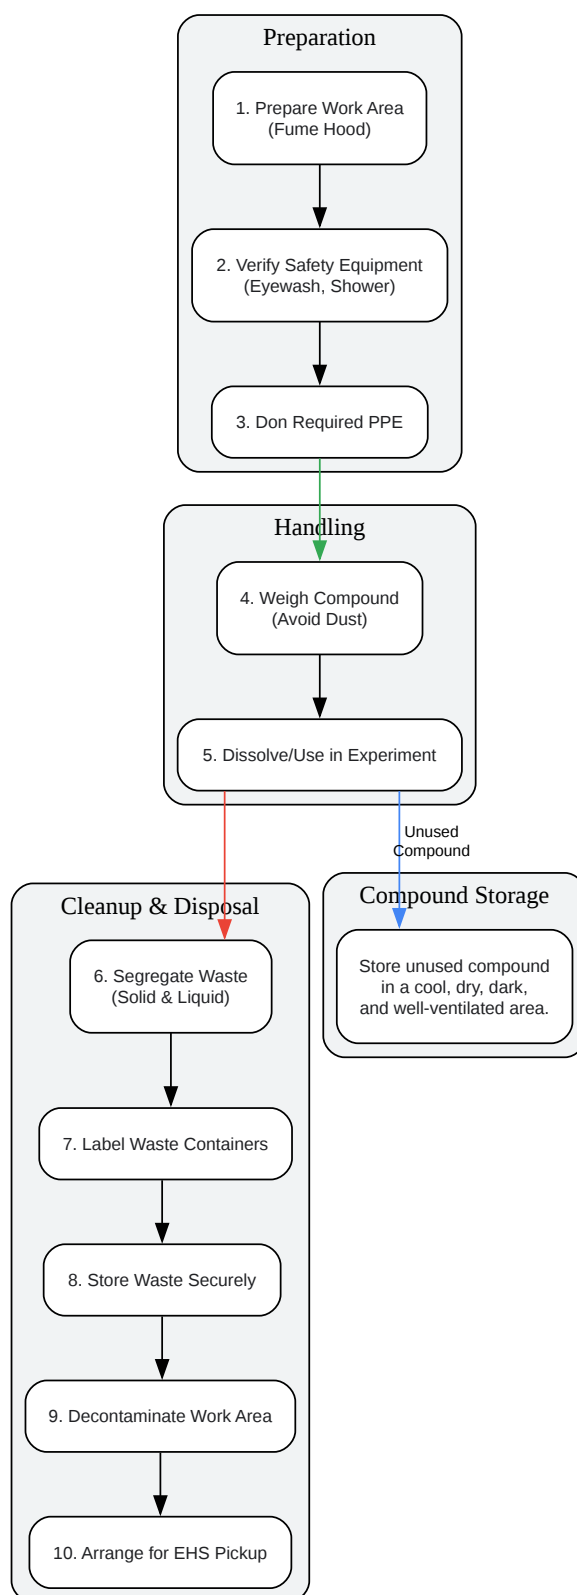 Preparation
1. Prepare Work Area
(Fume Hood)
2. Verify Safety Equipment
(Eyewash, Shower)
3. Don Required PPE
Handling
4. Weigh Compound
(Avoid Dust)
5. Dissolve/Use in Experiment
Unused
Compound
Cleanup & Disposal
6. Segregate Waste
(Solid & Liquid)
7. Label Waste Containers
8. Store Waste Securely
9. Decontaminate Work Area
10. Arrange for EHS Pickup
Compound Storage
Store unused compound
in a cool, dry, dark,
and well-ventilated area.